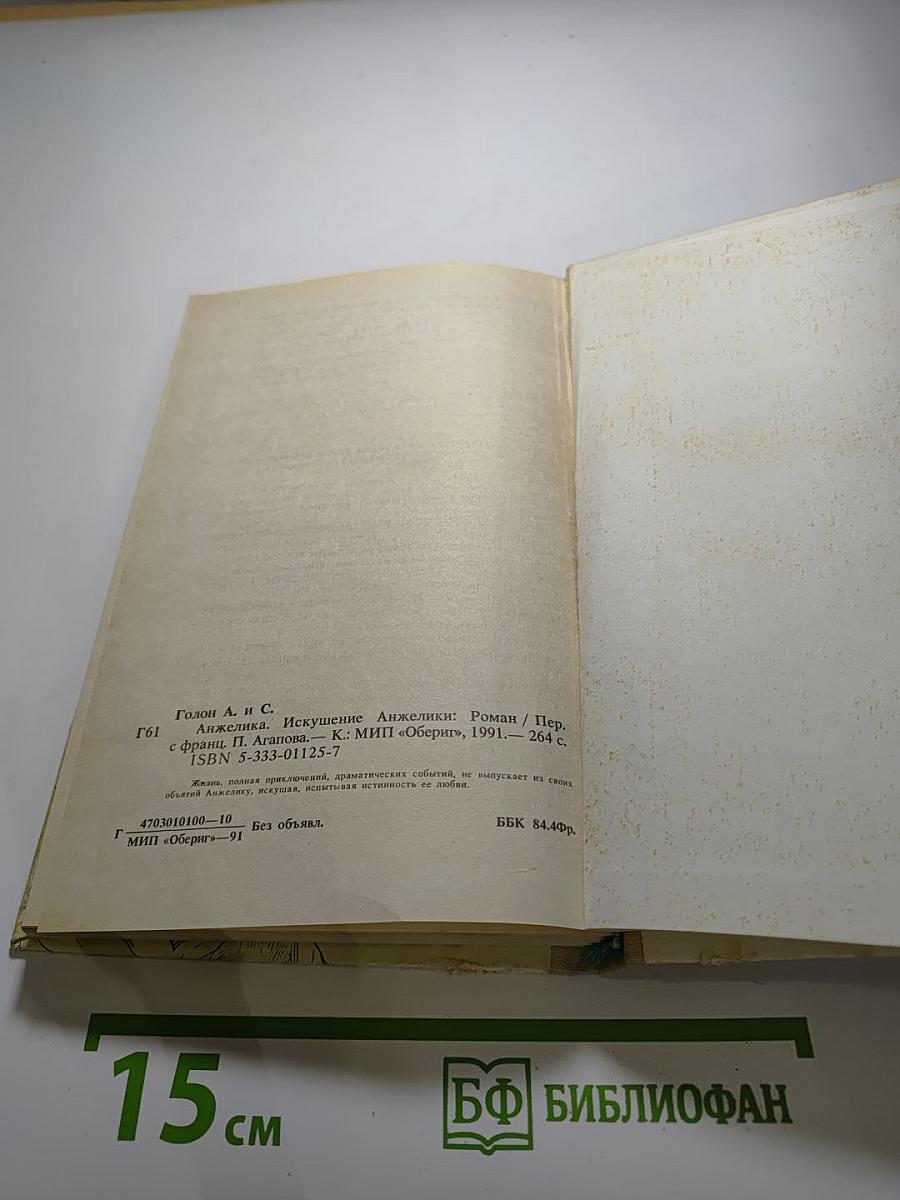 Голон А. и С.
Г61 Анжелика. Искушение Анжелики: Роман / Пер.
с франц. П. Агапова.— К.: МИП «Обериг», 1991.— 264 с.
ISBN 5-333-01125-7
Жизнь, полная приключений, драматических событий, не выпускает из своих
объятий Анжелику, искушая, испытывая истинность ее любви.
Г 4703010100—10 Без объявл. ББК 84.4Фр.
МИП «Обериг»—91
15 см
БФ БИБЛИОФАН